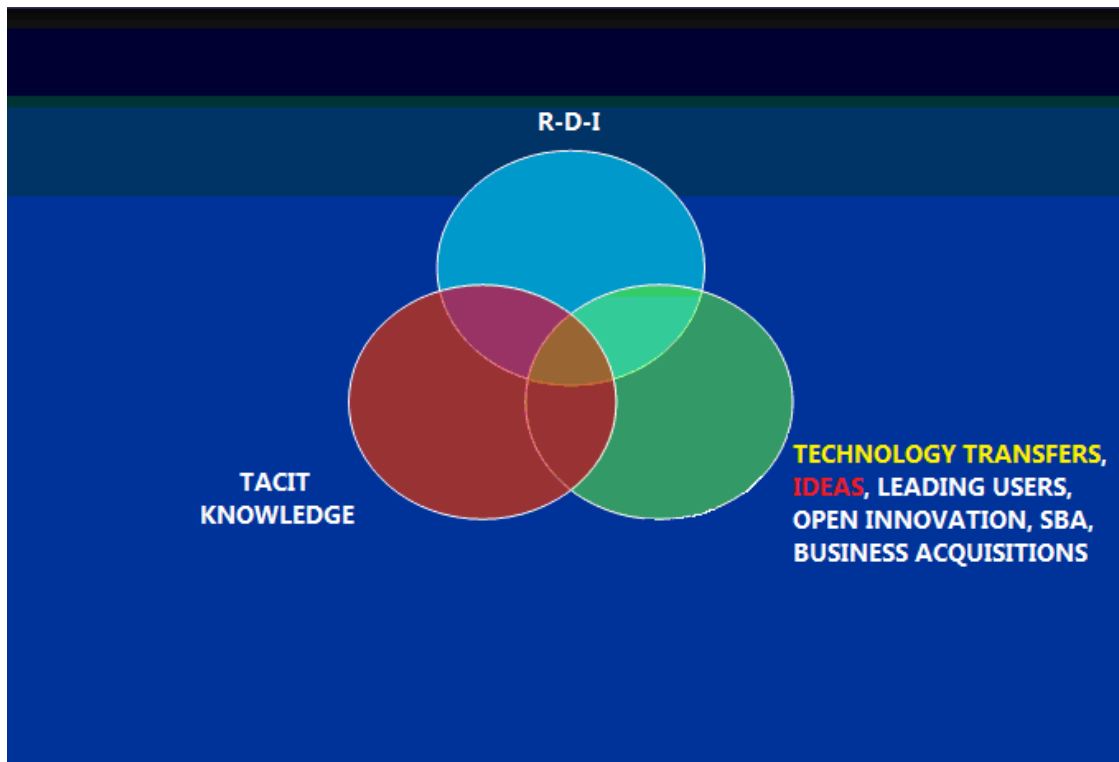 R-D-I
TACIT
KNOWLEDGE
TECHNOLOGY TRANSFERS,
IDEAS, LEADING USERS,
OPEN INNOVATION, SBA,
BUSINESS ACQUISITIONS